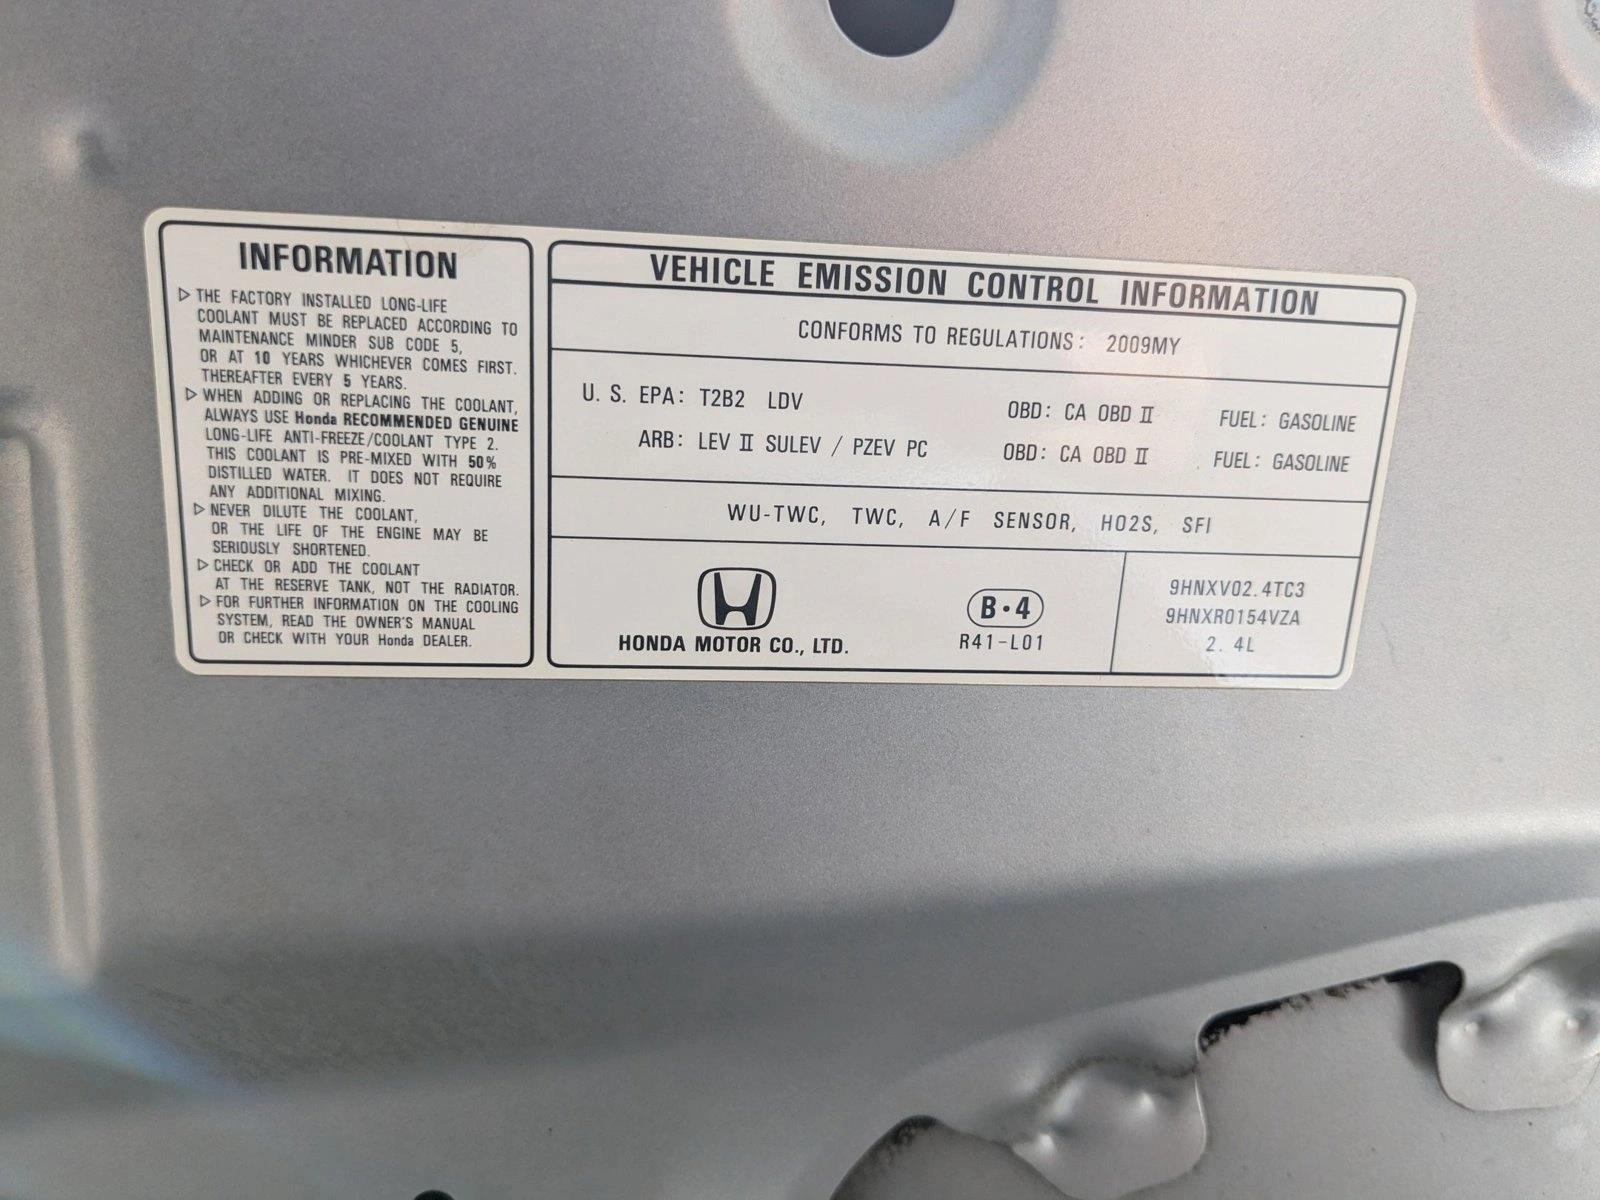 INFORMATION
▷ THE FACTORY INSTALLED LONG-LIFE
COOLANT MUST BE REPLACED ACCORDING TO
MAINTENANCE MINDER SUB CODE 5,
OR AT 10 YEARS WHICHEVER COMES FIRST.
THEREAFTER EVERY 5 YEARS.
▷ WHEN ADDING OR REPLACING THE COOLANT,
ALWAYS USE Honda RECOMMENDED GENUINE
LONG-LIFE ANTI-FREEZE/COOLANT TYPE 2.
THIS COOLANT IS PRE-MIXED WITH 50%
DISTILLED WATER. IT DOES NOT REQUIRE
ANY ADDITIONAL MIXING.
▷ NEVER DILUTE THE COOLANT,
OR THE LIFE OF THE ENGINE MAY BE
SERIOUSLY SHORTENED.
▷ CHECK OR ADD THE COOLANT
AT THE RESERVE TANK, NOT THE RADIATOR.
▷ FOR FURTHER INFORMATION ON THE COOLING
SYSTEM, READ THE OWNER'S MANUAL
OR CHECK WITH YOUR Honda DEALER.
VEHICLE EMISSION CONTROL INFORMATION
CONFORMS TO REGULATIONS: 2009MY
U. S. EPA: T2B2 LDV OBD: CA OBD Ⅱ FUEL: GASOLINE
ARB: LEV Ⅱ SULEV / PZEV PC OBD: CA OBD Ⅱ FUEL: GASOLINE
WU-TWC, TWC, A/F SENSOR, HO2S, SFI
HONDA MOTOR CO., LTD.
B・4
R41-L01
9HNXV02.4TC3
9HNXR0154VZA
2. 4L